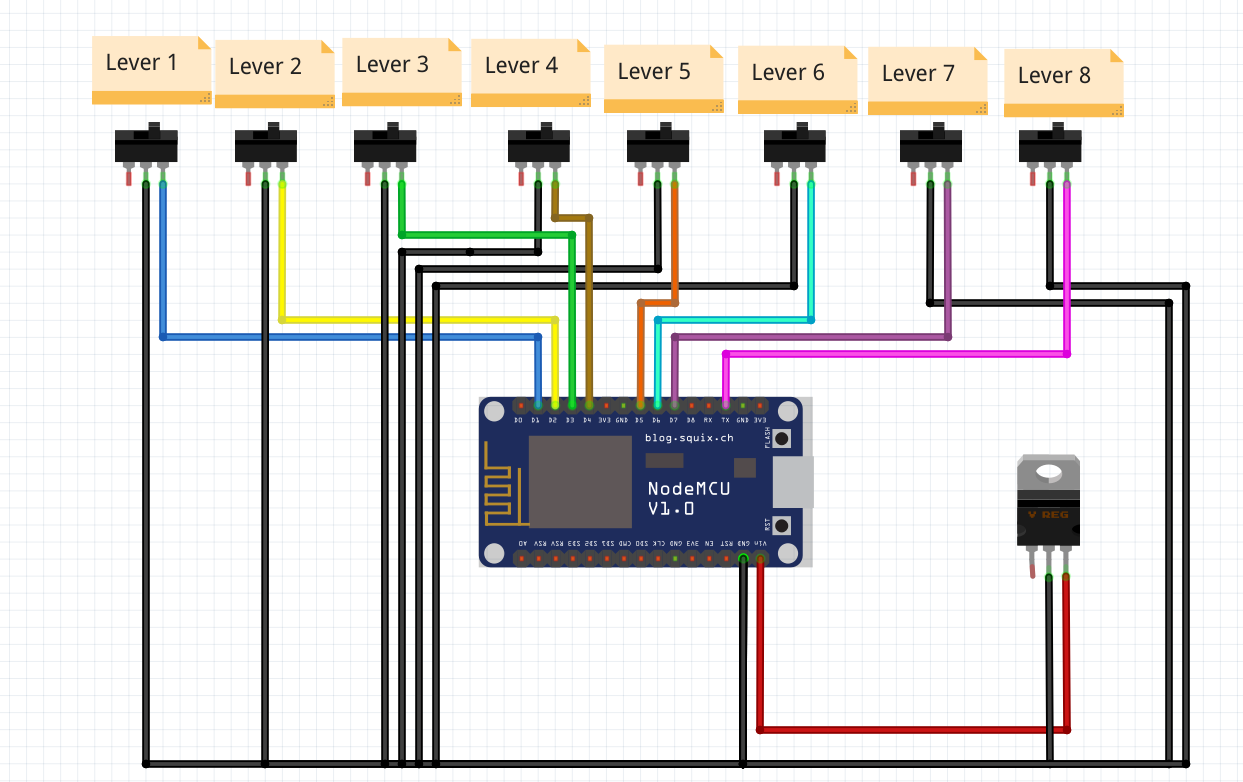 Lever 1
Lever 2
Lever 3
Lever 4
Lever 5
Lever 6
Lever 7
Lever 8
D0 D1 D2 D3 D4 3V3 GND D5 D6 D7 D8 RX TX GND 3V3
blog.squix.ch
FLASH
NodeMCU
V1.0
RST
A0 RSV RSV SD3 SD2 SD1 CMD SD0 CLK GND 3V3 EN RST GND Vin
V REG